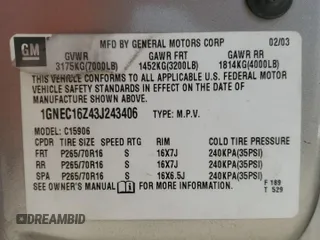 GM
MFD BY GENERAL MOTORS CORP 02/03
GVWR GAWR FRT GAWR RR
3175KG(7000LB) 1452KG(3200LB) 1814KG(4000LB)
THIS VEHICLE CONFORMS TO ALL APPLICABLE U.S. FEDERAL MOTOR
VEHICLE SAFETY STANDARDS IN EFFECT ON THE DATE OF
MANUFACTURE SHOWN ABOVE.
1GNEC16Z43J243406 TYPE: M.P.V.
MODEL: C15906
CPDR TIRE SIZE SPEED RTG RIM COLD TIRE PRESSURE
FRT P265/70R16 S 16X7J 240KPA(35PSI)
RR P265/70R16 S 16X7J 240KPA(35PSI)
SPA P265/70R16 S 16X6.5J 240KPA(35PSI)
SEE OWNER'S MANUAL FOR ADDITIONAL INFORMATION.
F 189
T 529
DREAMBID